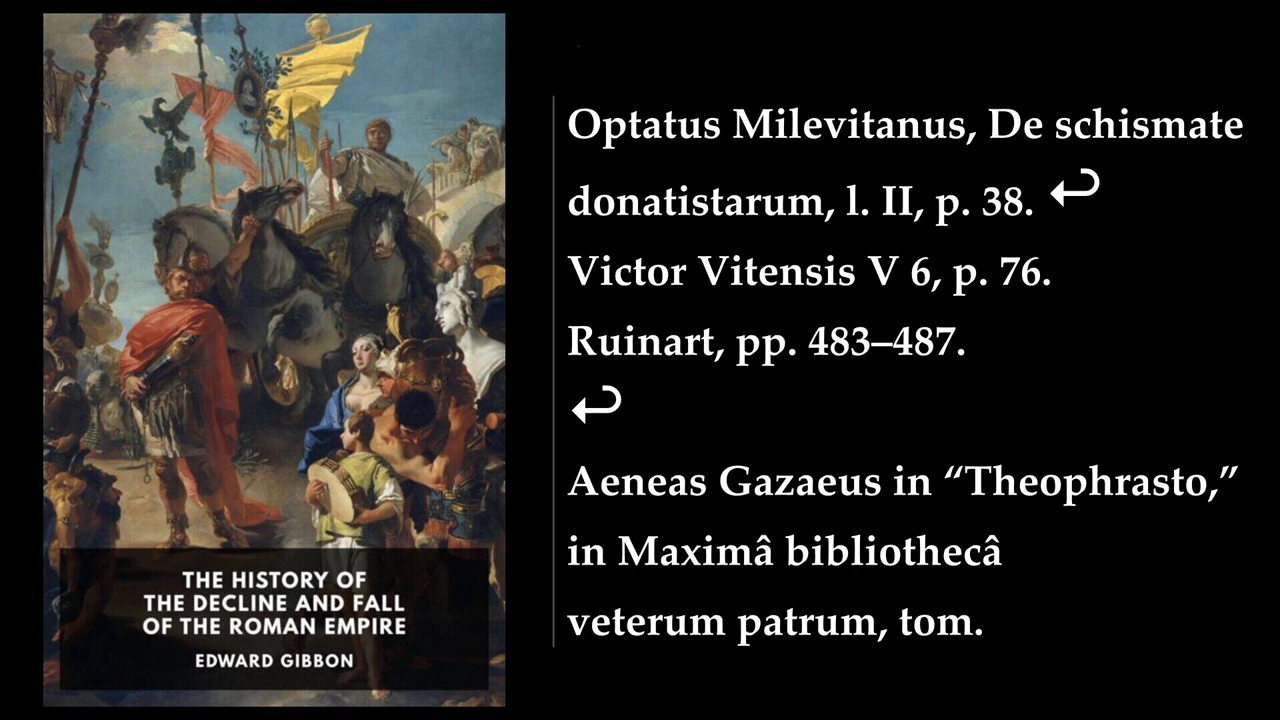 THE HISTORY OF
THE DECLINE AND FALL
OF THE ROMAN EMPIRE
EDWARD GIBBON
Optatus Milevitanus, De schismate
donatistarum, l. II, p. 38. ↩
Victor Vitensis V 6, p. 76.
Ruinart, pp. 483–487.
↩
Aeneas Gazaeus in “Theophrasto,”
in Maximâ bibliothecâ
veterum patrum, tom.